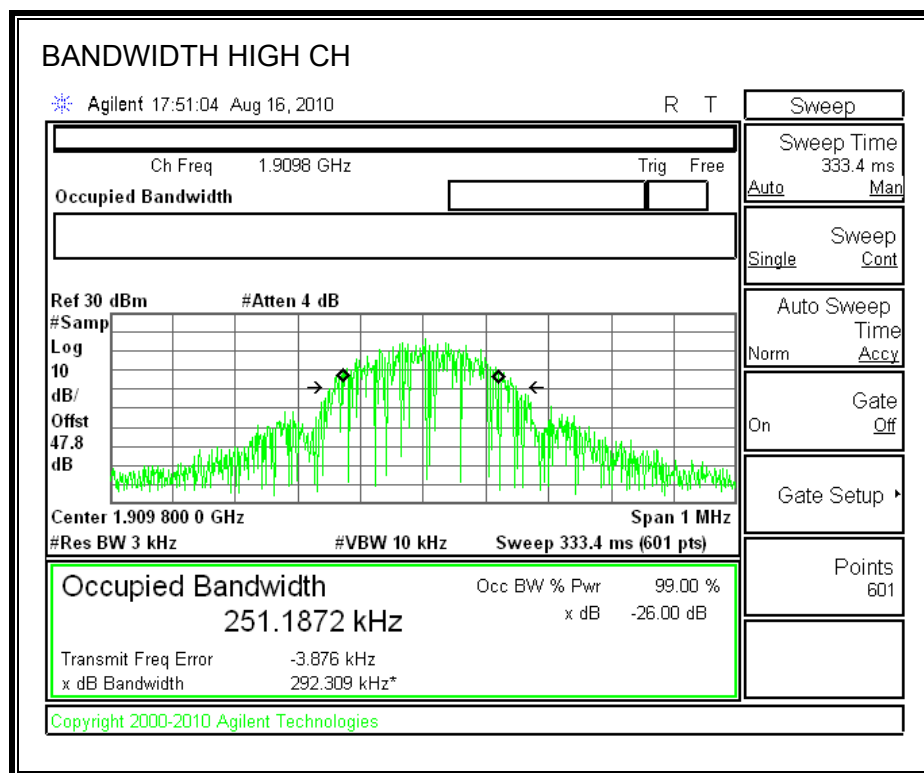 BANDWIDTH HIGH CH
Agilent 17:51:04 Aug 16, 2010 R T
Ch Freq 1.9098 GHz Trig Free
Occupied Bandwidth
Ref 30 dBm #Atten 4 dB
#Samp
Log
10
dB/
Offst
47.8
dB
Center 1.909 800 0 GHz Span 1 MHz
#Res BW 3 kHz #VBW 10 kHz Sweep 333.4 ms (601 pts)
Occupied Bandwidth
251.1872 kHz
Occ BW % Pwr 99.00 %
x dB -26.00 dB
Transmit Freq Error -3.876 kHz
x dB Bandwidth 292.309 kHz*
Copyright 2000-2010 Agilent Technologies
Sweep
Sweep Time
333.4 ms
Auto Man
Sweep
Single Cont
Auto Sweep
Time
Norm Accy
Gate
On Off
Gate Setup
Points
601